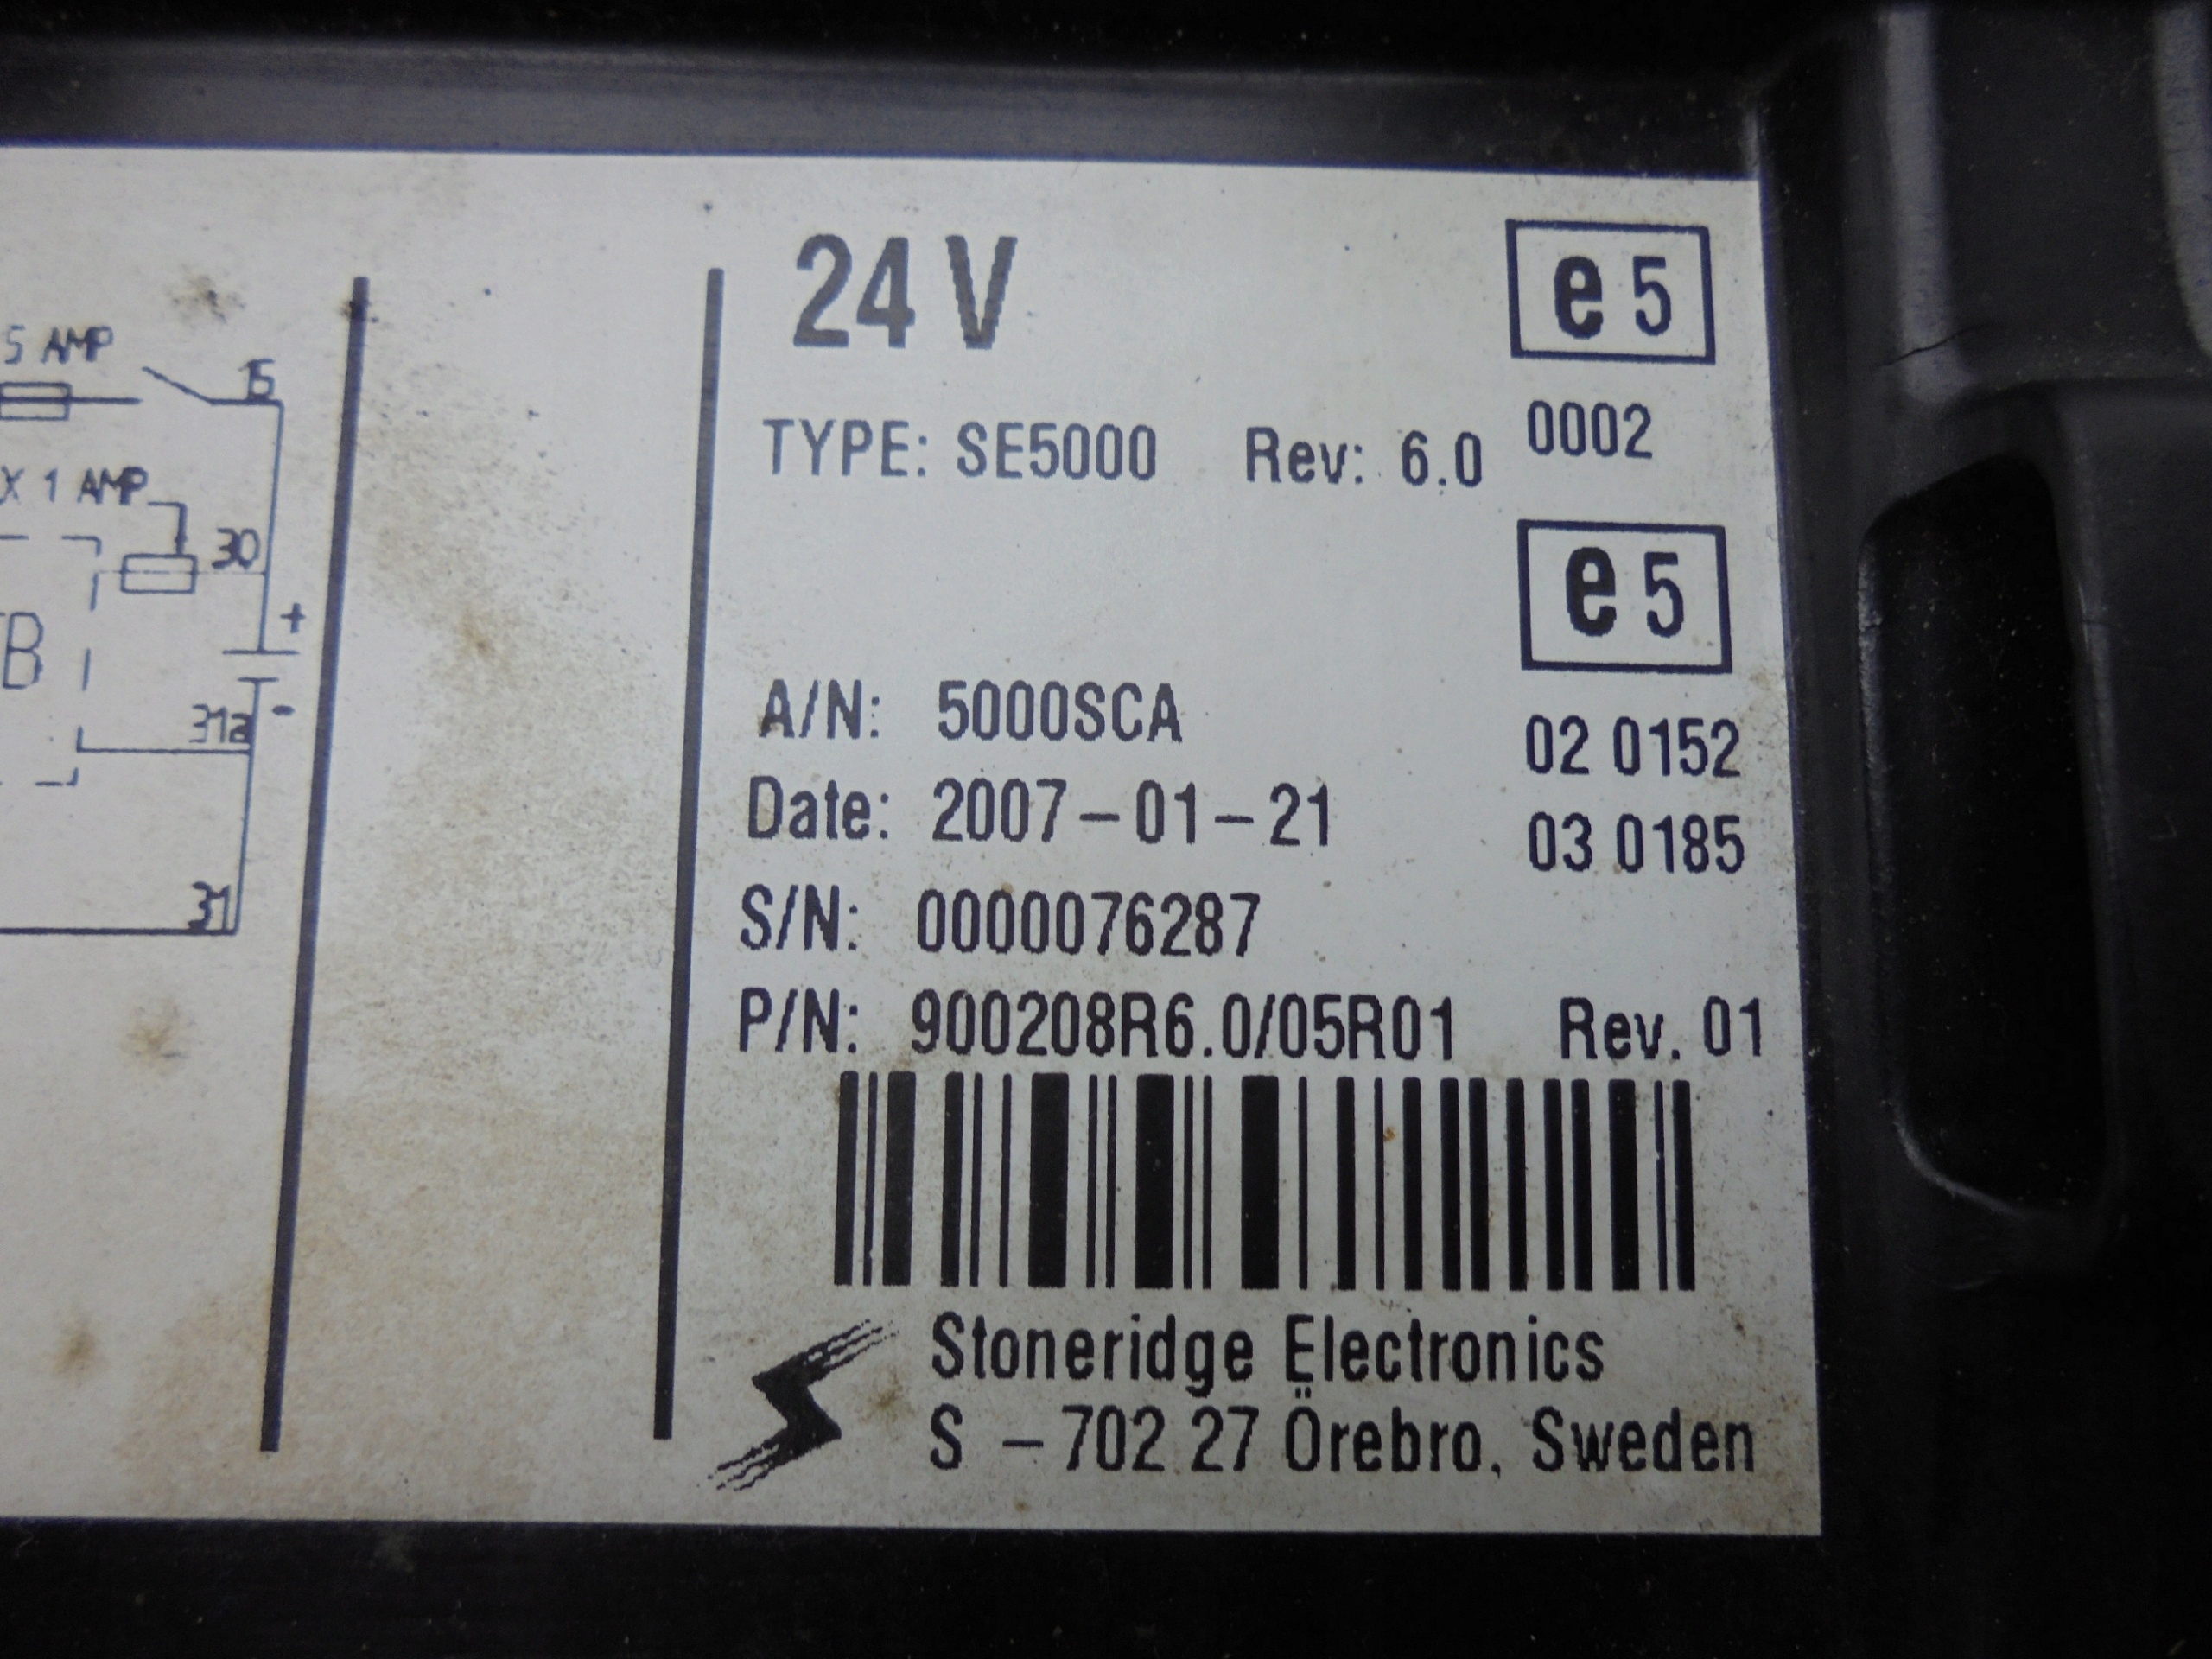 24 V
e 5
TYPE: SE5000 Rev: 6.0
0002
e 5
A/N: 5000SCA
02 0152
Date: 2007-01-21
03 0185
S/N: 0000076287
P/N: 900208R6.0/05R01 Rev. 01
Stoneridge Electronics
S -702 27 Örebro, Sweden
5 AMP
15
X 1 AMP
30
+
B
31a
-
31